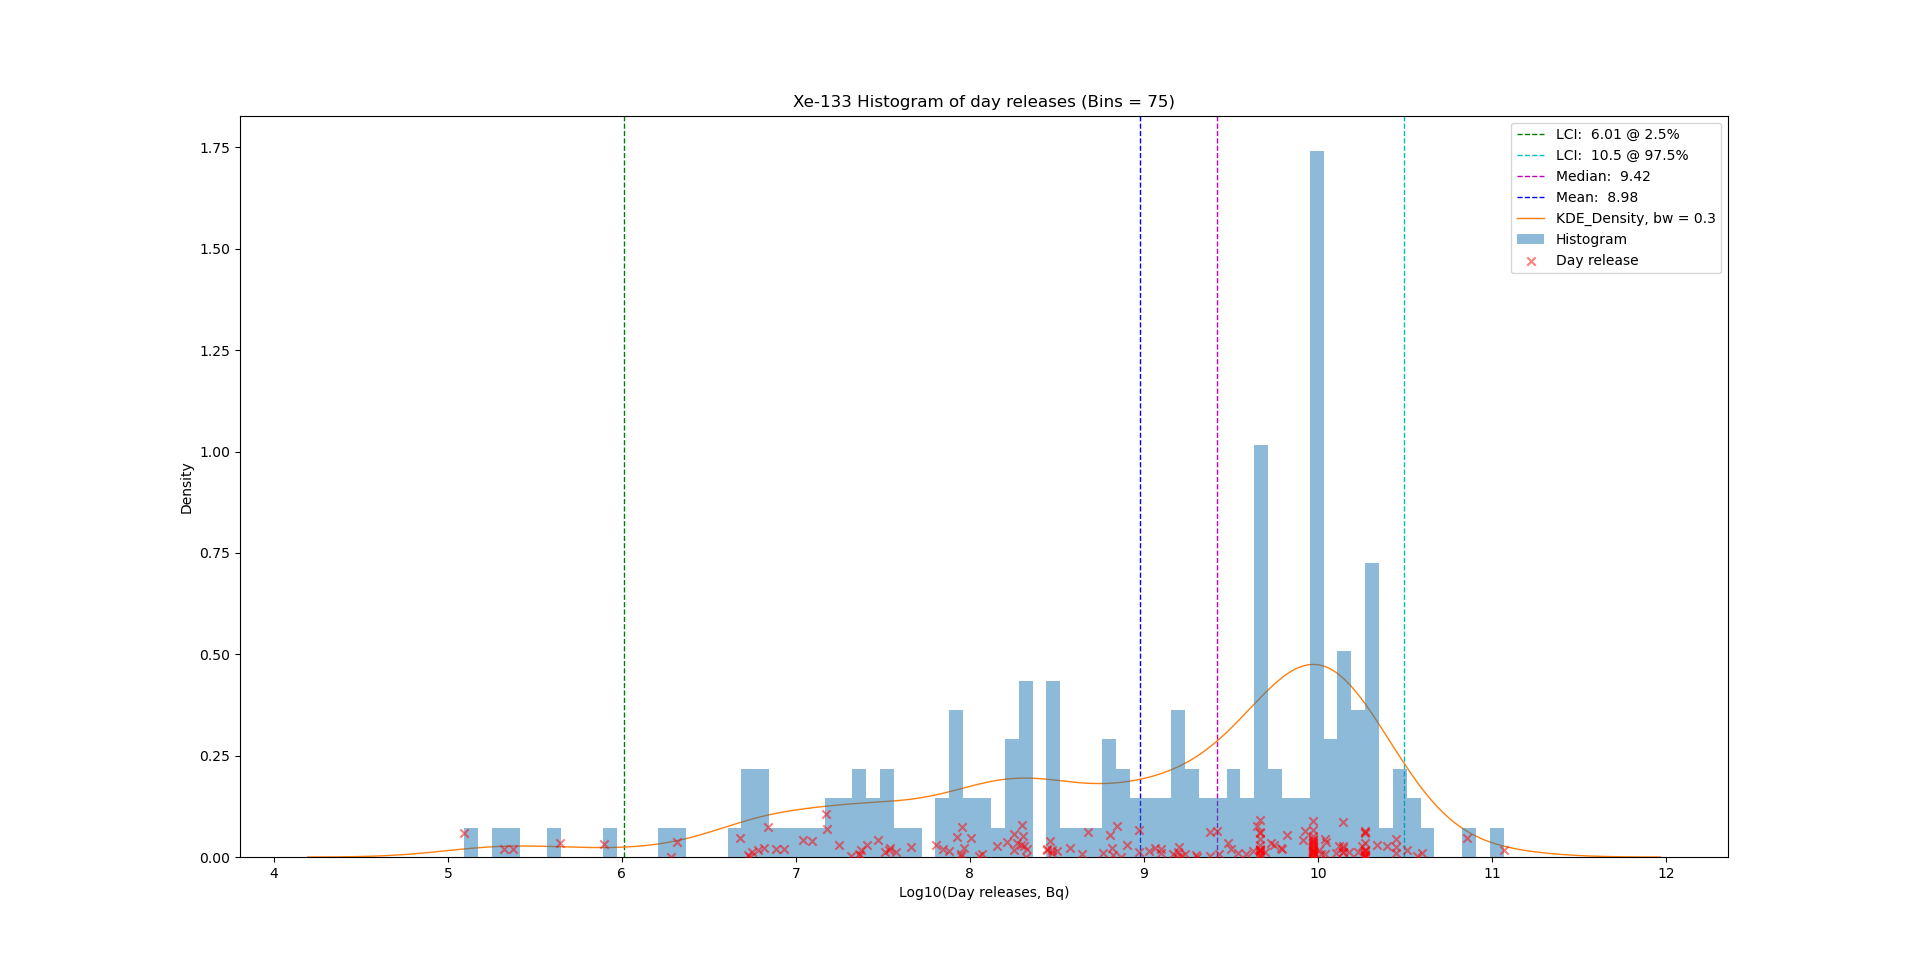 Xe-133 Histogram of day releases (Bins = 75)
LCI:  6.01 @ 2.5%
LCI:  10.5 @ 97.5%
Median:  9.42
Mean:  8.98
KDE_Density, bw = 0.3
Histogram
Day release
1.75
1.50
1.25
1.00
0.75
0.50
0.25
0.00
Density
4 5 6 7 8 9 10 11 12
Log10(Day releases, Bq)